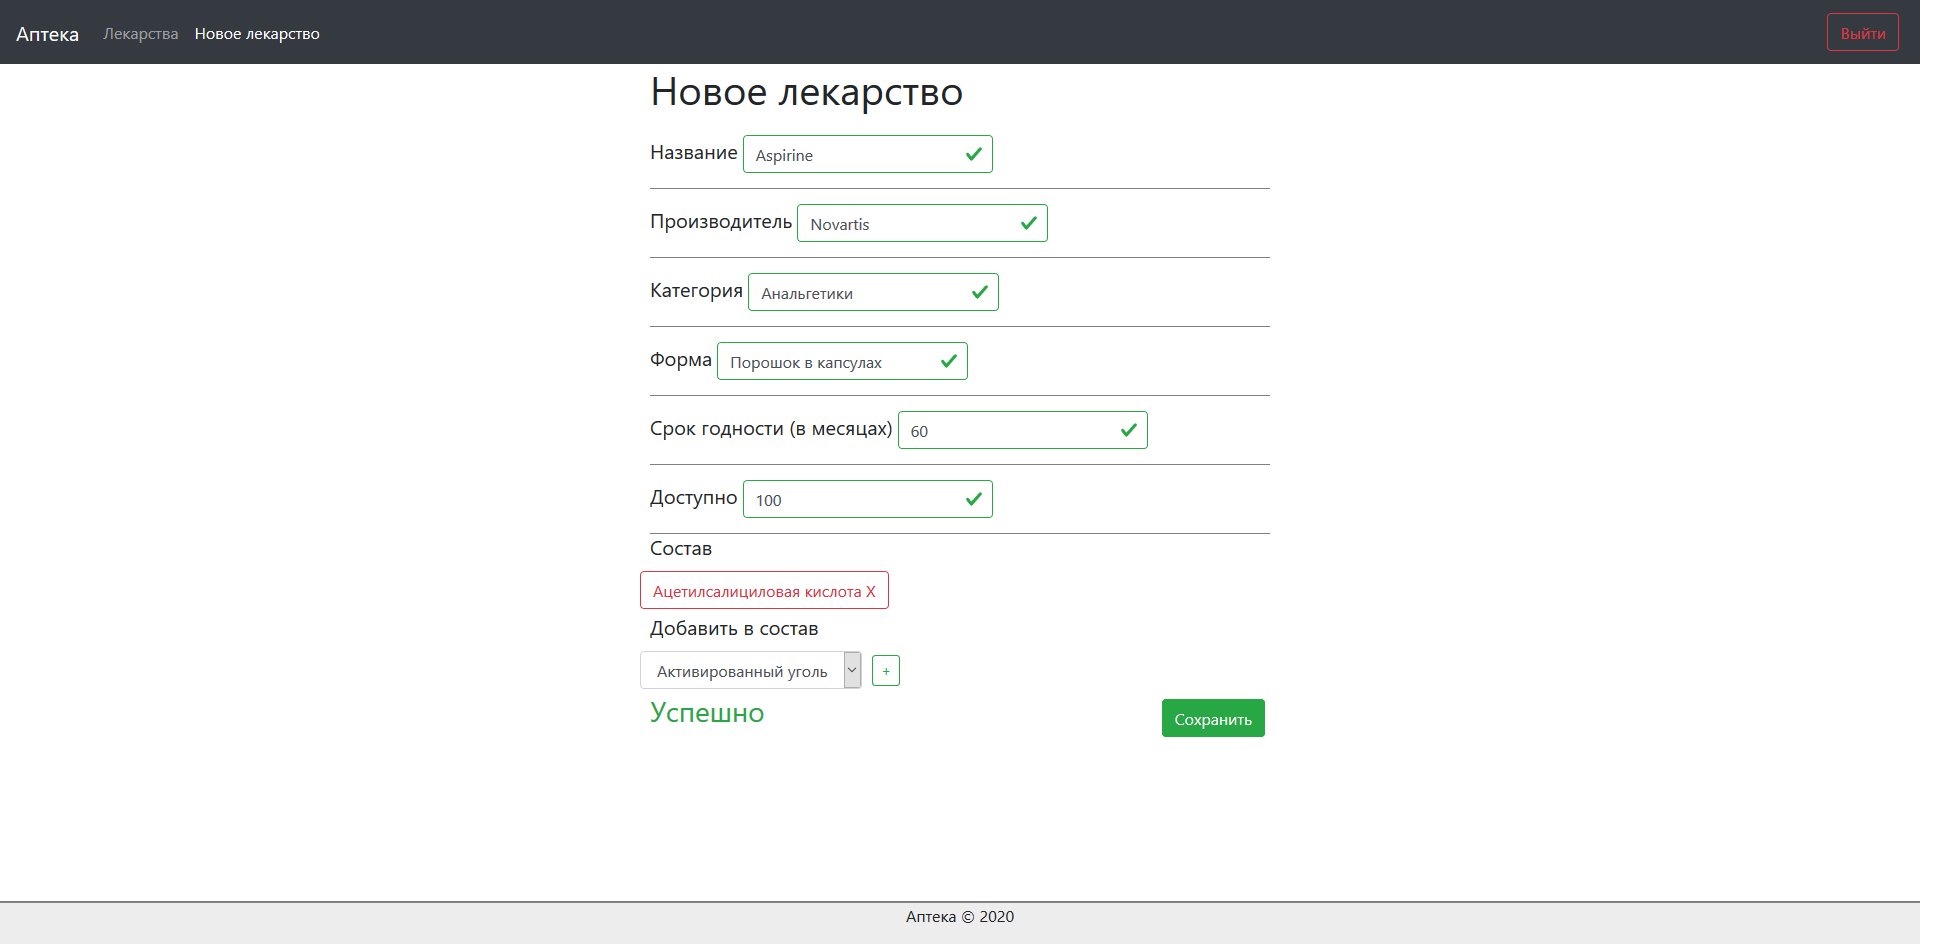 Аптека Лекарства Новое лекарство Выйти
Новое лекарство
Название Aspirine
Производитель Novartis
Категория Анальгетики
Форма Порошок в капсулах
Срок годности (в месяцах) 60
Доступно 100
Состав
Ацетилсалициловая кислота X
Добавить в состав
Активированный уголь +
Успешно Сохранить
Аптека © 2020